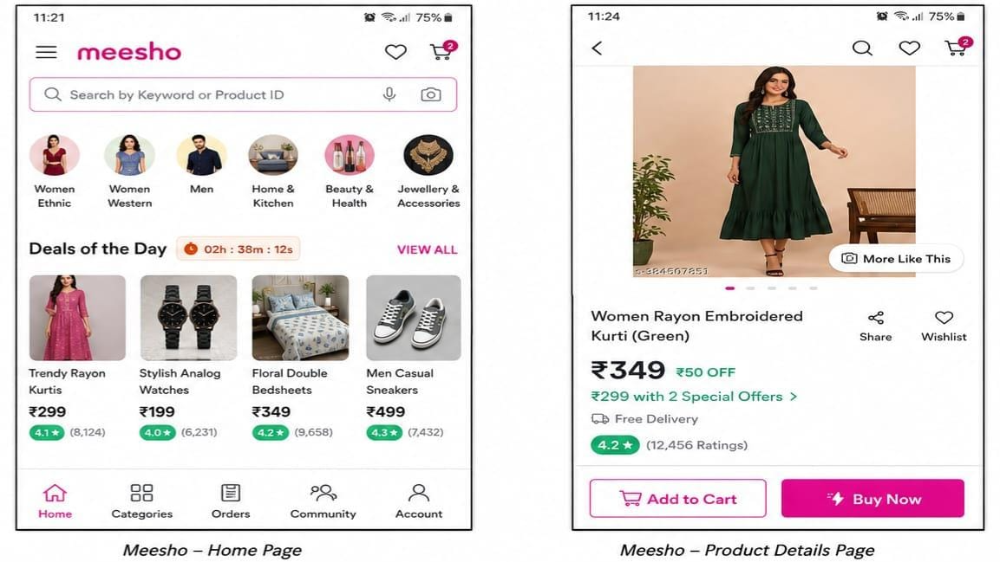 11:21
75%
meesho
2
Search by Keyword or Product ID
Women
Ethnic
Women
Western
Men
Home &
Kitchen
Beauty &
Health
Jewellery &
Accessories
Deals of the Day
02h : 38m : 12s
VIEW ALL
Trendy Rayon
Kurtis
₹299
4.1★ (8,124)
Stylish Analog
Watches
₹199
4.0★ (6,231)
Floral Double
Bedsheets
₹349
4.2★ (9,658)
Men Casual
Sneakers
₹499
4.3★ (7,432)
Home
Categories
Orders
Community
Account
Meesho – Home Page
11:24
75%
2
s-384507851
More Like This
Women Rayon Embroidered
Kurti (Green)
Share
Wishlist
₹349 ₹50 OFF
₹299 with 2 Special Offers >
Free Delivery
4.2★ (12,456 Ratings)
Add to Cart
Buy Now
Meesho – Product Details Page